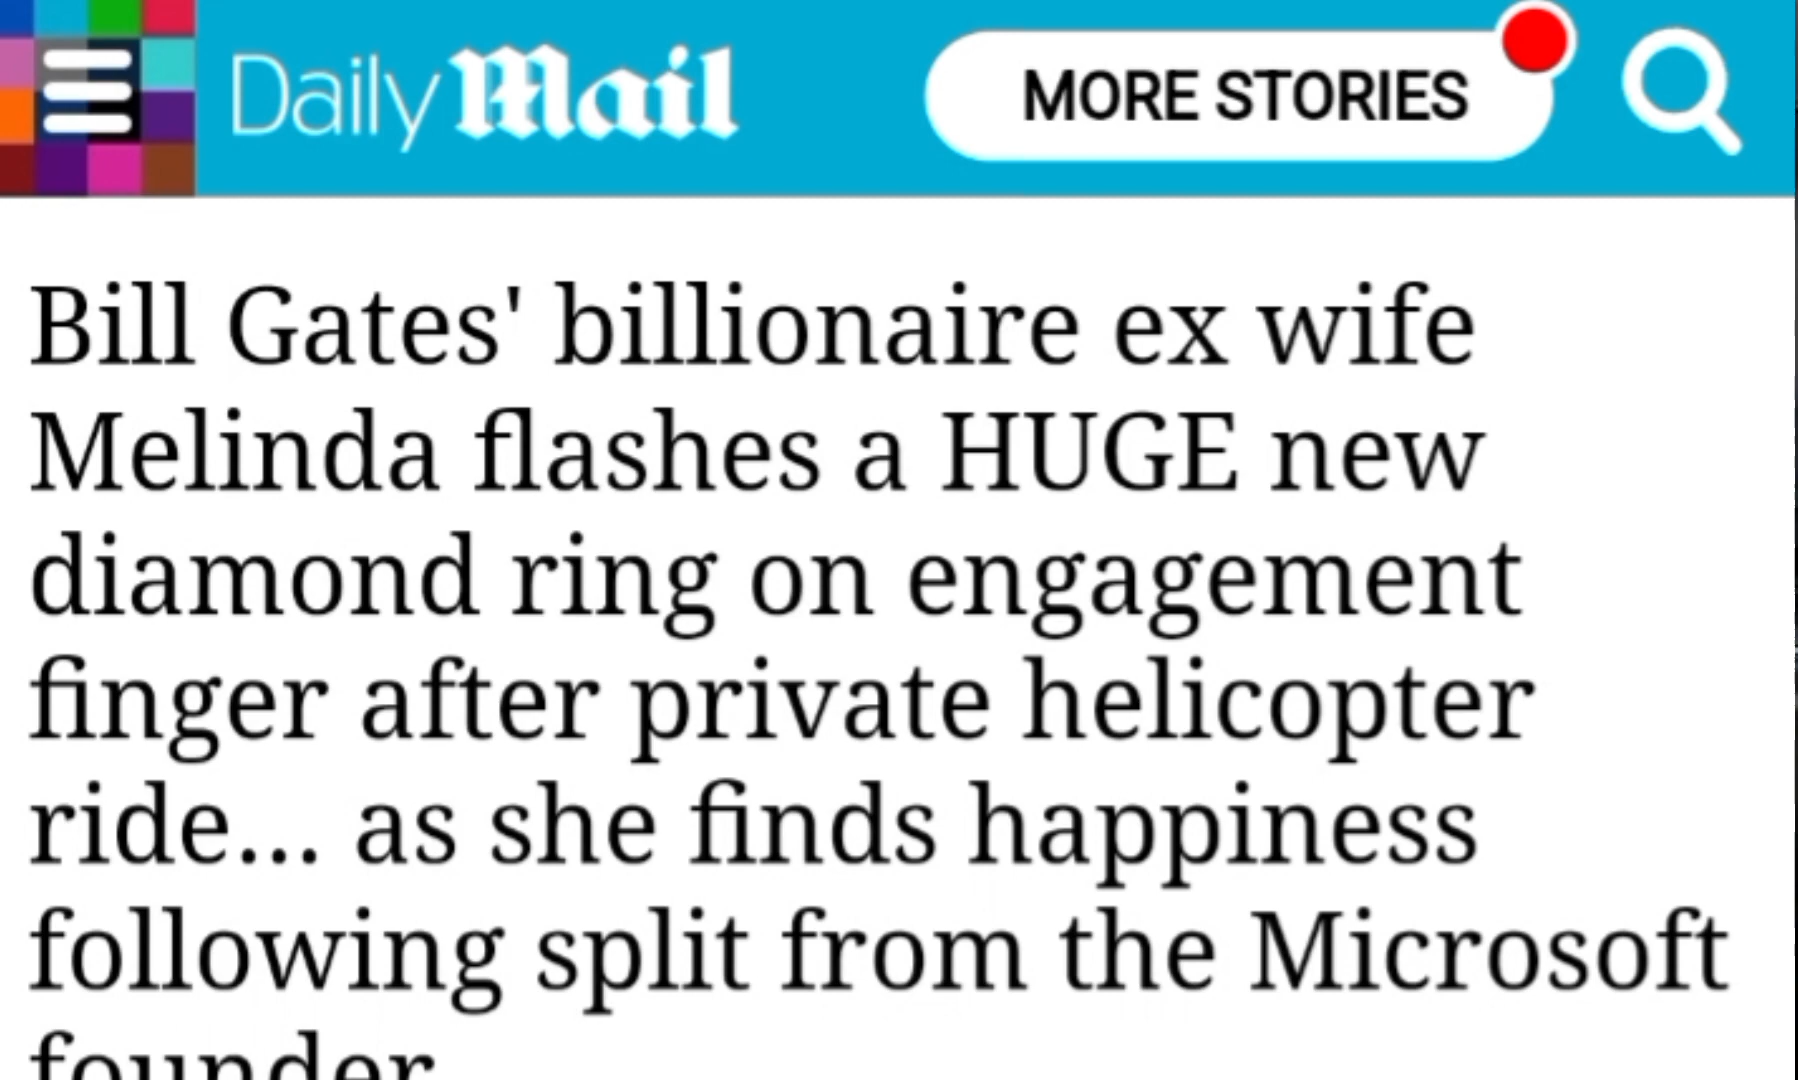 Daily Mail
MORE STORIES
Bill Gates' billionaire ex wife
Melinda flashes a HUGE new
diamond ring on engagement
finger after private helicopter
ride... as she finds happiness
following split from the Microsoft
founder